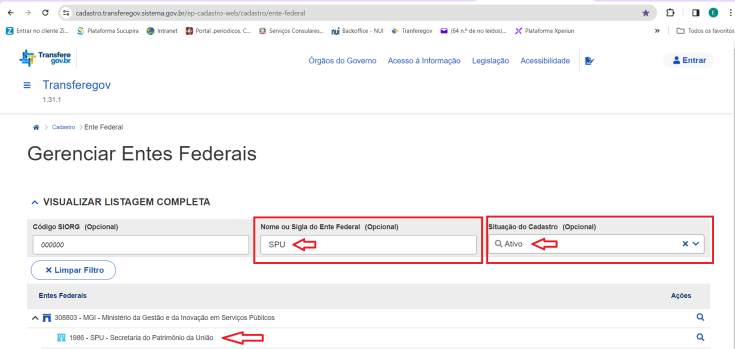 cadastro.transferegov.sistema.gov.br/ep-cadastro-web/cadastro/ente-federal
Entrar no cliente Zi... Plataforma Sucupira Intranet Portal .periodicos. C... Serviços Consulares... nui Backoffice - NUI Transferegov (64 n.º de no leídos)... Plataforma Xperiun » Todos os favoritos
Transfere
gov.br
Órgãos do Governo Acesso à Informação Legislação Acessibilidade Entrar
Transferegov
1.31.1
Cadastro > Ente Federal
Gerenciar Entes Federais
VISUALIZAR LISTAGEM COMPLETA
Código SIORG (Opcional) Nome ou Sigla do Ente Federal (Opcional) Situação do Cadastro (Opcional)
000000 SPU Ativo
Limpar Filtro
Entes Federais Ações
308803 - MGI - Ministério da Gestão e da Inovação em Serviços Públicos
1986 - SPU - Secretaria do Patrimônio da União